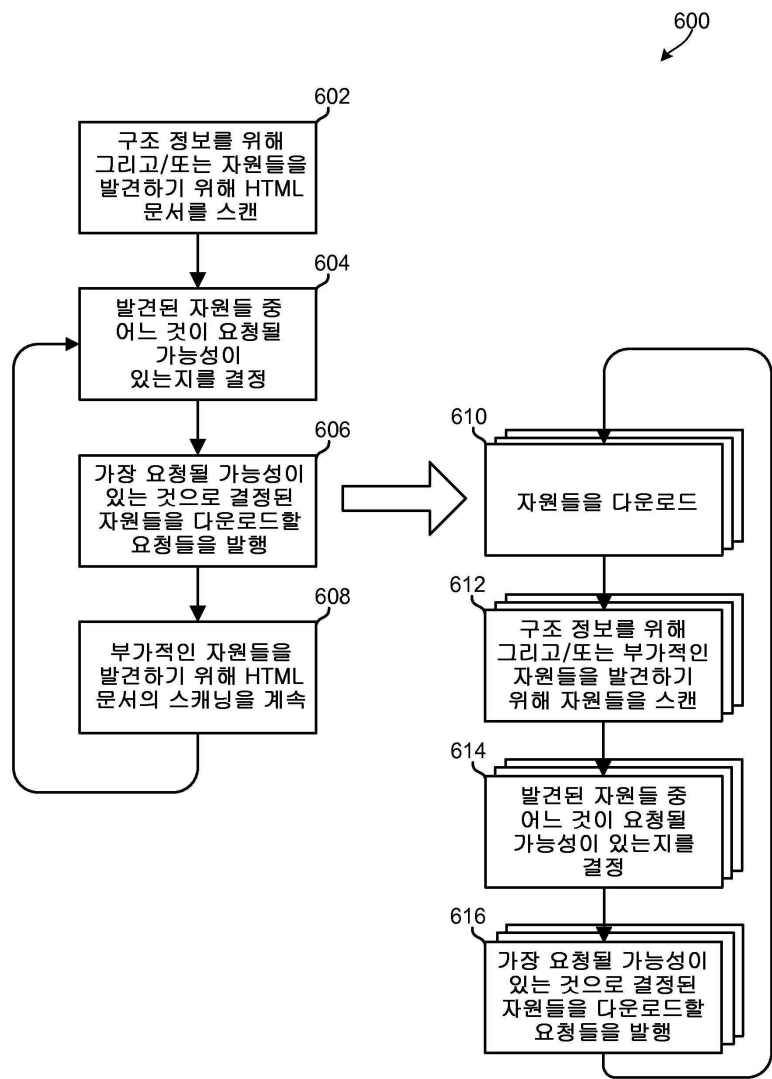 600
602
구조 정보를 위해
그리고/또는 자원들을
발견하기 위해 HTML
문서를 스캔
604
발견된 자원들 중
어느 것이 요청될
가능성이
있는지를 결정
606
가장 요청될 가능성이
있는 것으로 결정된
자원들을 다운로드할
요청들을 발행
608
부가적인 자원들을
발견하기 위해 HTML
문서의 스캐닝을 계속
610
자원들을 다운로드
612
구조 정보를 위해
그리고/또는 부가적인
자원들을 발견하기
위해 자원들을 스캔
614
발견된 자원들 중
어느 것이 요청될
가능성이 있는지를
결정
616
가장 요청될 가능성이
있는 것으로 결정된
자원들을 다운로드할
요청들을 발행